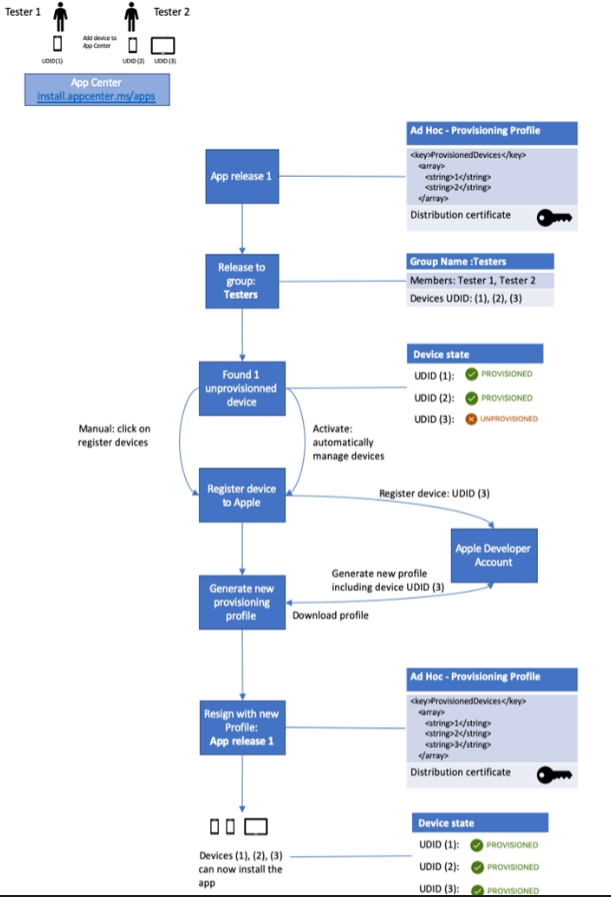 Tester 1
Tester 2
Add device to
App Center
UDID(1)
UDID (2)
UDID (3)
App Center
install.appcenter.ms/apps
Ad Hoc - Provisioning Profile
<key>ProvisionedDevices</key>
<array>
<string>1</string>
<string>2</string>
</array>
Distribution certificate
App release 1
Release to
group:
Testers
Group Name :Testers
Members: Tester 1, Tester 2
Devices UDID: (1), (2), (3)
Found 1
unprovisionned
device
Device state
UDID (1): PROVISIONED
UDID (2): PROVISIONED
UDID (3): UNPROVISIONED
Manual: click on
register devices
Activate:
automatically
manage devices
Register device
to Apple
Register device: UDID (3)
Apple Developer
Account
Generate new profile
including device UDID (3)
Generate new
provisioning
profile
Download profile
Ad Hoc - Provisioning Profile
<key>ProvisionedDevices</key>
<array>
<string>1</string>
<string>2</string>
<string>3</string>
</array>
Distribution certificate
Resign with new
Profile:
App release 1
Devices (1), (2), (3)
can now install the
app
Device state
UDID (1): PROVISIONED
UDID (2): PROVISIONED
UDID (3): PROVISIONED